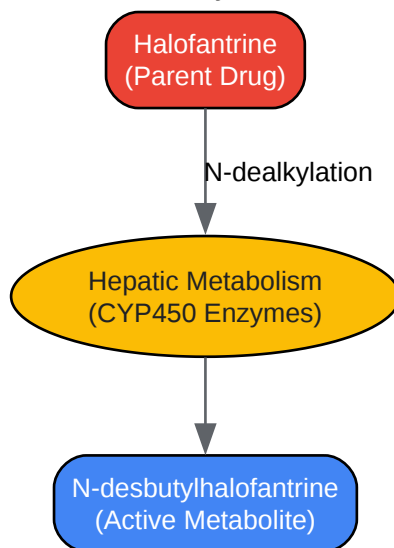 Halofantrine
(Parent Drug)
N-dealkylation
Hepatic Metabolism
(CYP450 Enzymes)
N-desbutylhalofantrine
(Active Metabolite)